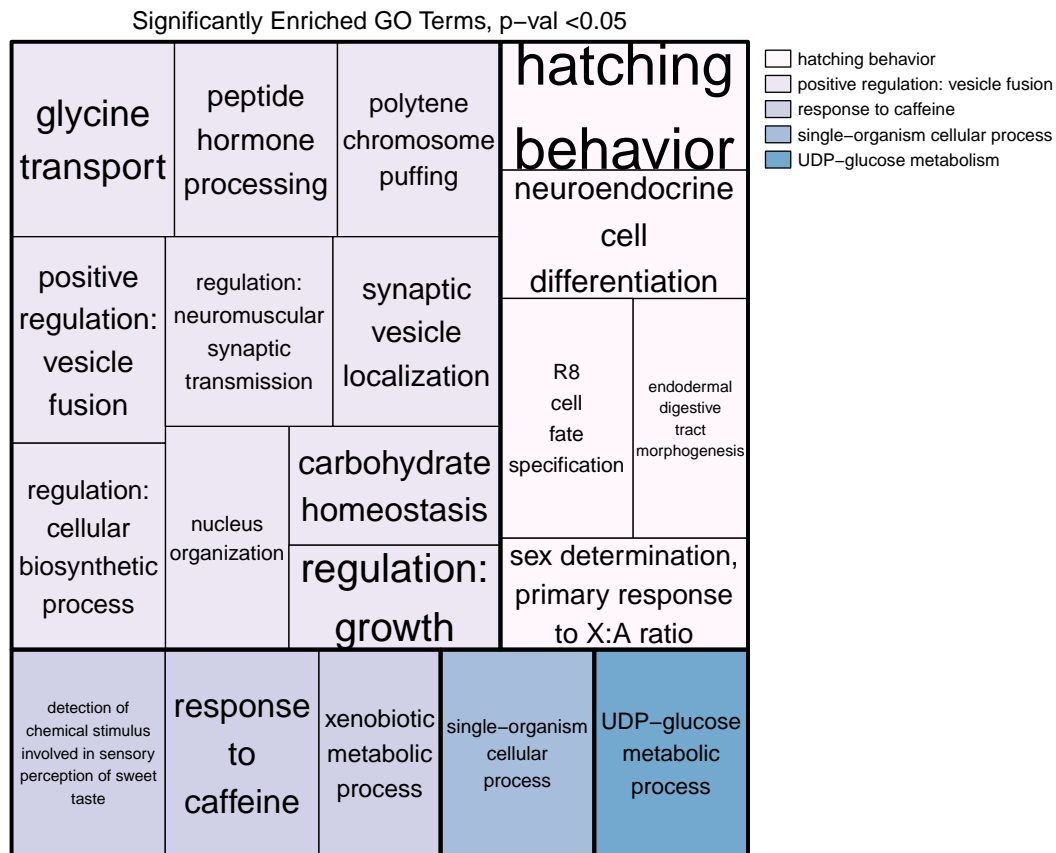 Significantly Enriched GO Terms, p−val <0.05
glycine
transport
peptide
hormone
processing
polytene
chromosome
puffing
positive
regulation:
vesicle
fusion
regulation:
neuromuscular
synaptic
transmission
synaptic
vesicle
localization
regulation:
cellular
biosynthetic
process
nucleus
organization
carbohydrate
homeostasis
regulation:
growth
hatching
behavior
neuroendocrine
cell
differentiation
R8
cell
fate
specification
endodermal
digestive
tract
morphogenesis
sex determination,
primary response
to X:A ratio
detection of
chemical stimulus
involved in sensory
perception of sweet
taste
response
to
caffeine
xenobiotic
metabolic
process
single−organism
cellular
process
UDP−glucose
metabolic
process
hatching behavior
positive regulation: vesicle fusion
response to caffeine
single−organism cellular process
UDP−glucose metabolism